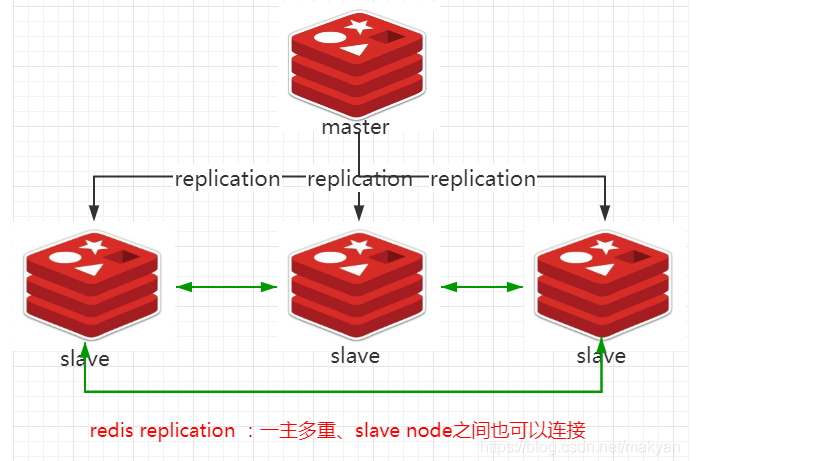 master
replication replication replication
slave slave slave
redis replication ：一主多重、slave node之间也可以连接
https://blog.csdn.net/makyan